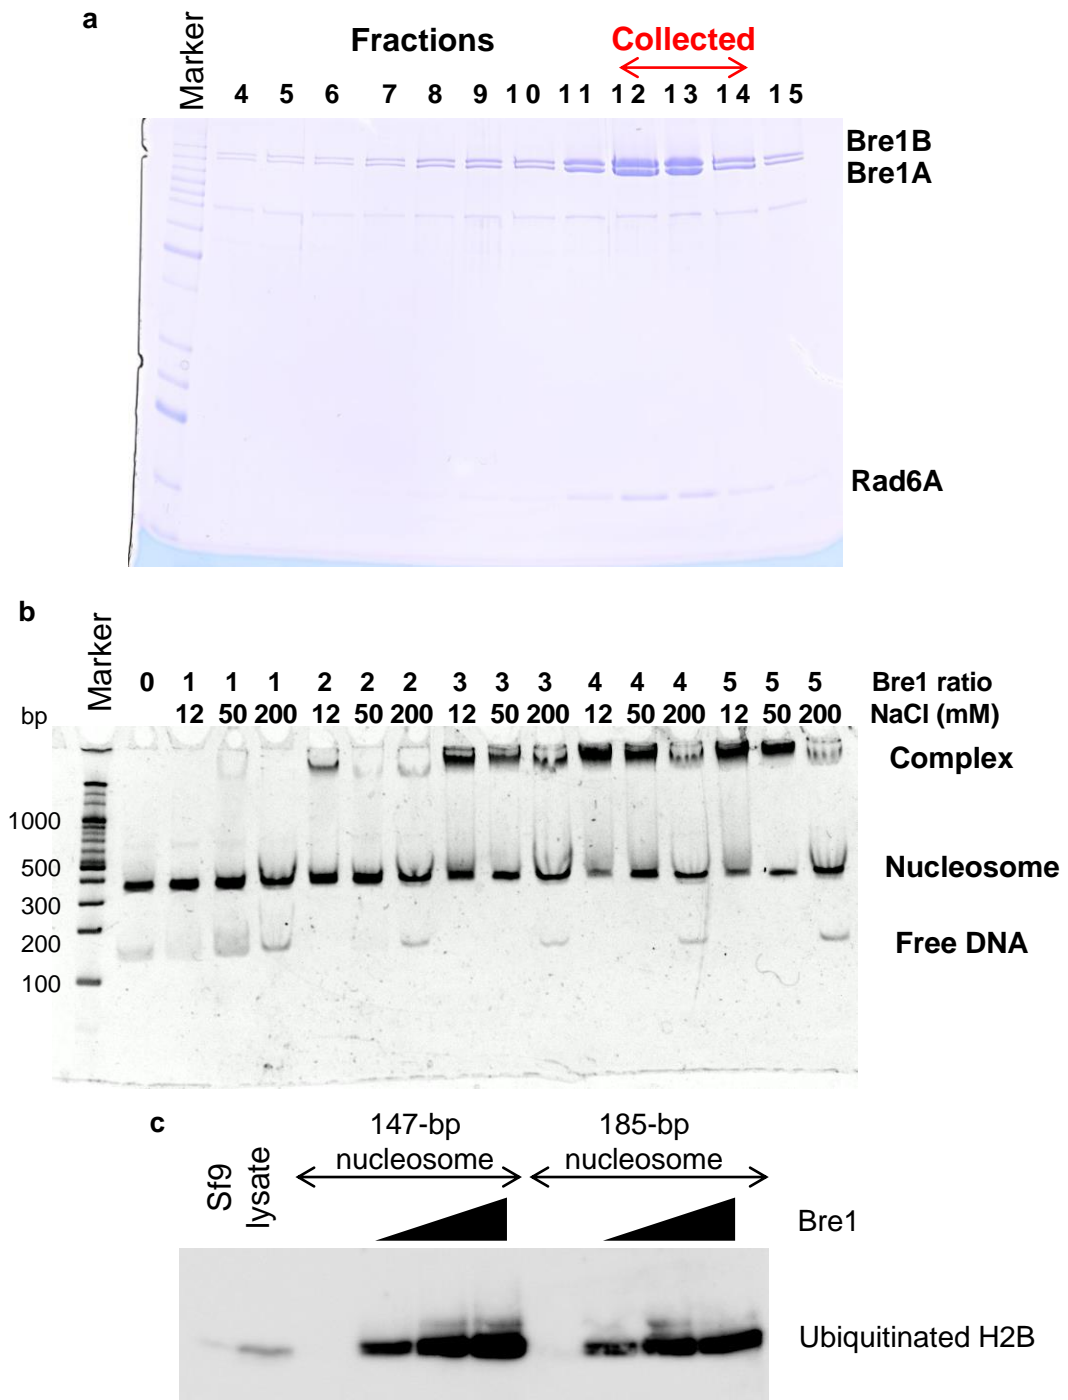 a
Marker
Fractions
Collected
4 5 6 7 8 9 10 11 12 13 14 15
Bre1B
Bre1A
Rad6A
b
Marker
0 1 1 1 2 2 2 3 3 3 4 4 4 5 5 5 Bre1 ratio
bp 12 50 200 12 50 200 12 50 200 12 50 200 12 50 200 NaCl (mM)
Complex
1000
500
Nucleosome
300
200
Free DNA
100
c
Sf9
lysate
147-bp
nucleosome
185-bp
nucleosome
Bre1
Ubiquitinated H2B